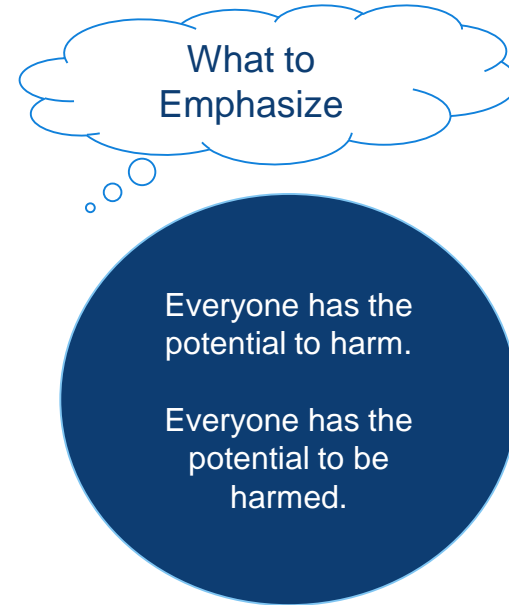 What to
Emphasize
Everyone has the
potential to harm.
Everyone has the
potential to be
harmed.